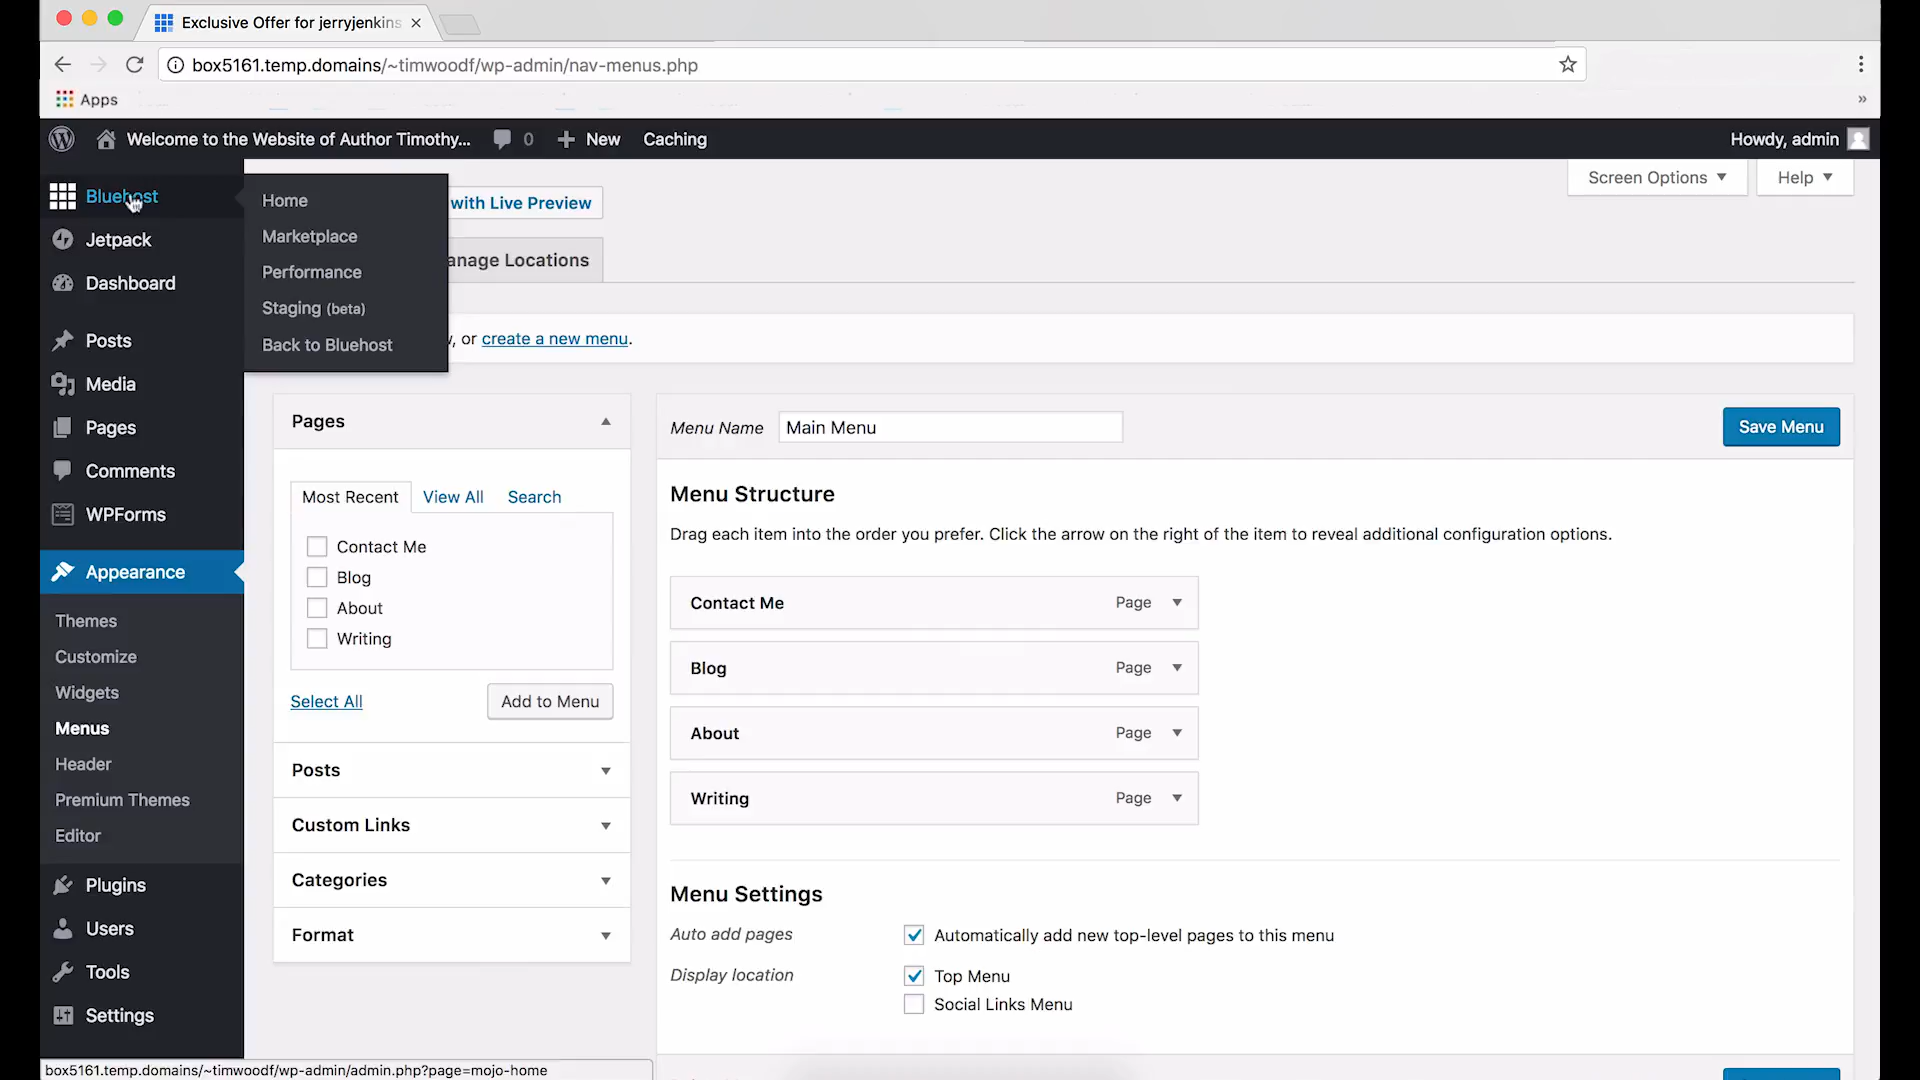 Exclusive Offer for jerryjenkins
box5161.temp.domains/~timwoodf/wp-admin/nav-menus.php
Apps
»
Welcome to the Website of Author Timothy... 0 + New Caching Howdy, admin
Screen Options ▼ Help ▼
Bluehost
Jetpack
Dashboard
Posts
Media
Pages
Comments
WPForms
Appearance
Themes
Customize
Widgets
Menus
Header
Premium Themes
Editor
Plugins
Users
Tools
Settings
Home
Marketplace
Performance
Staging (beta)
Back to Bluehost
with Live Preview
anage Locations
, or create a new menu.
Pages
Most Recent View All Search
Contact Me
Blog
About
Writing
Select All Add to Menu
Posts
Custom Links
Categories
Format
Menu Name Main Menu Save Menu
Menu Structure
Drag each item into the order you prefer. Click the arrow on the right of the item to reveal additional configuration options.
Contact Me Page
Blog Page
About Page
Writing Page
Menu Settings
Auto add pages Automatically add new top-level pages to this menu
Display location Top Menu
Social Links Menu
box5161.temp.domains/~timwoodf/wp-admin/admin.php?page=mojo-home